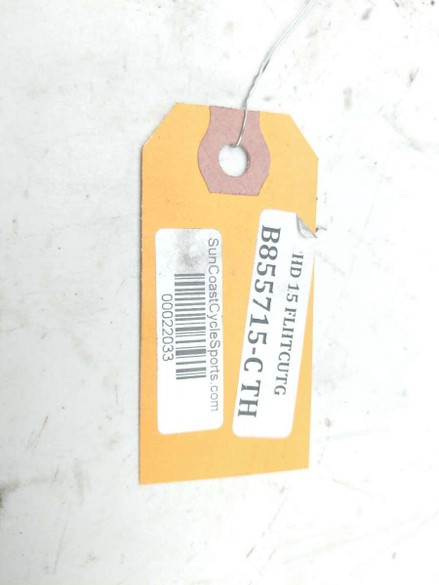 HD 15 FLHTCUTG
B855715-C TH
SunCoastCycleSports.com
00022033